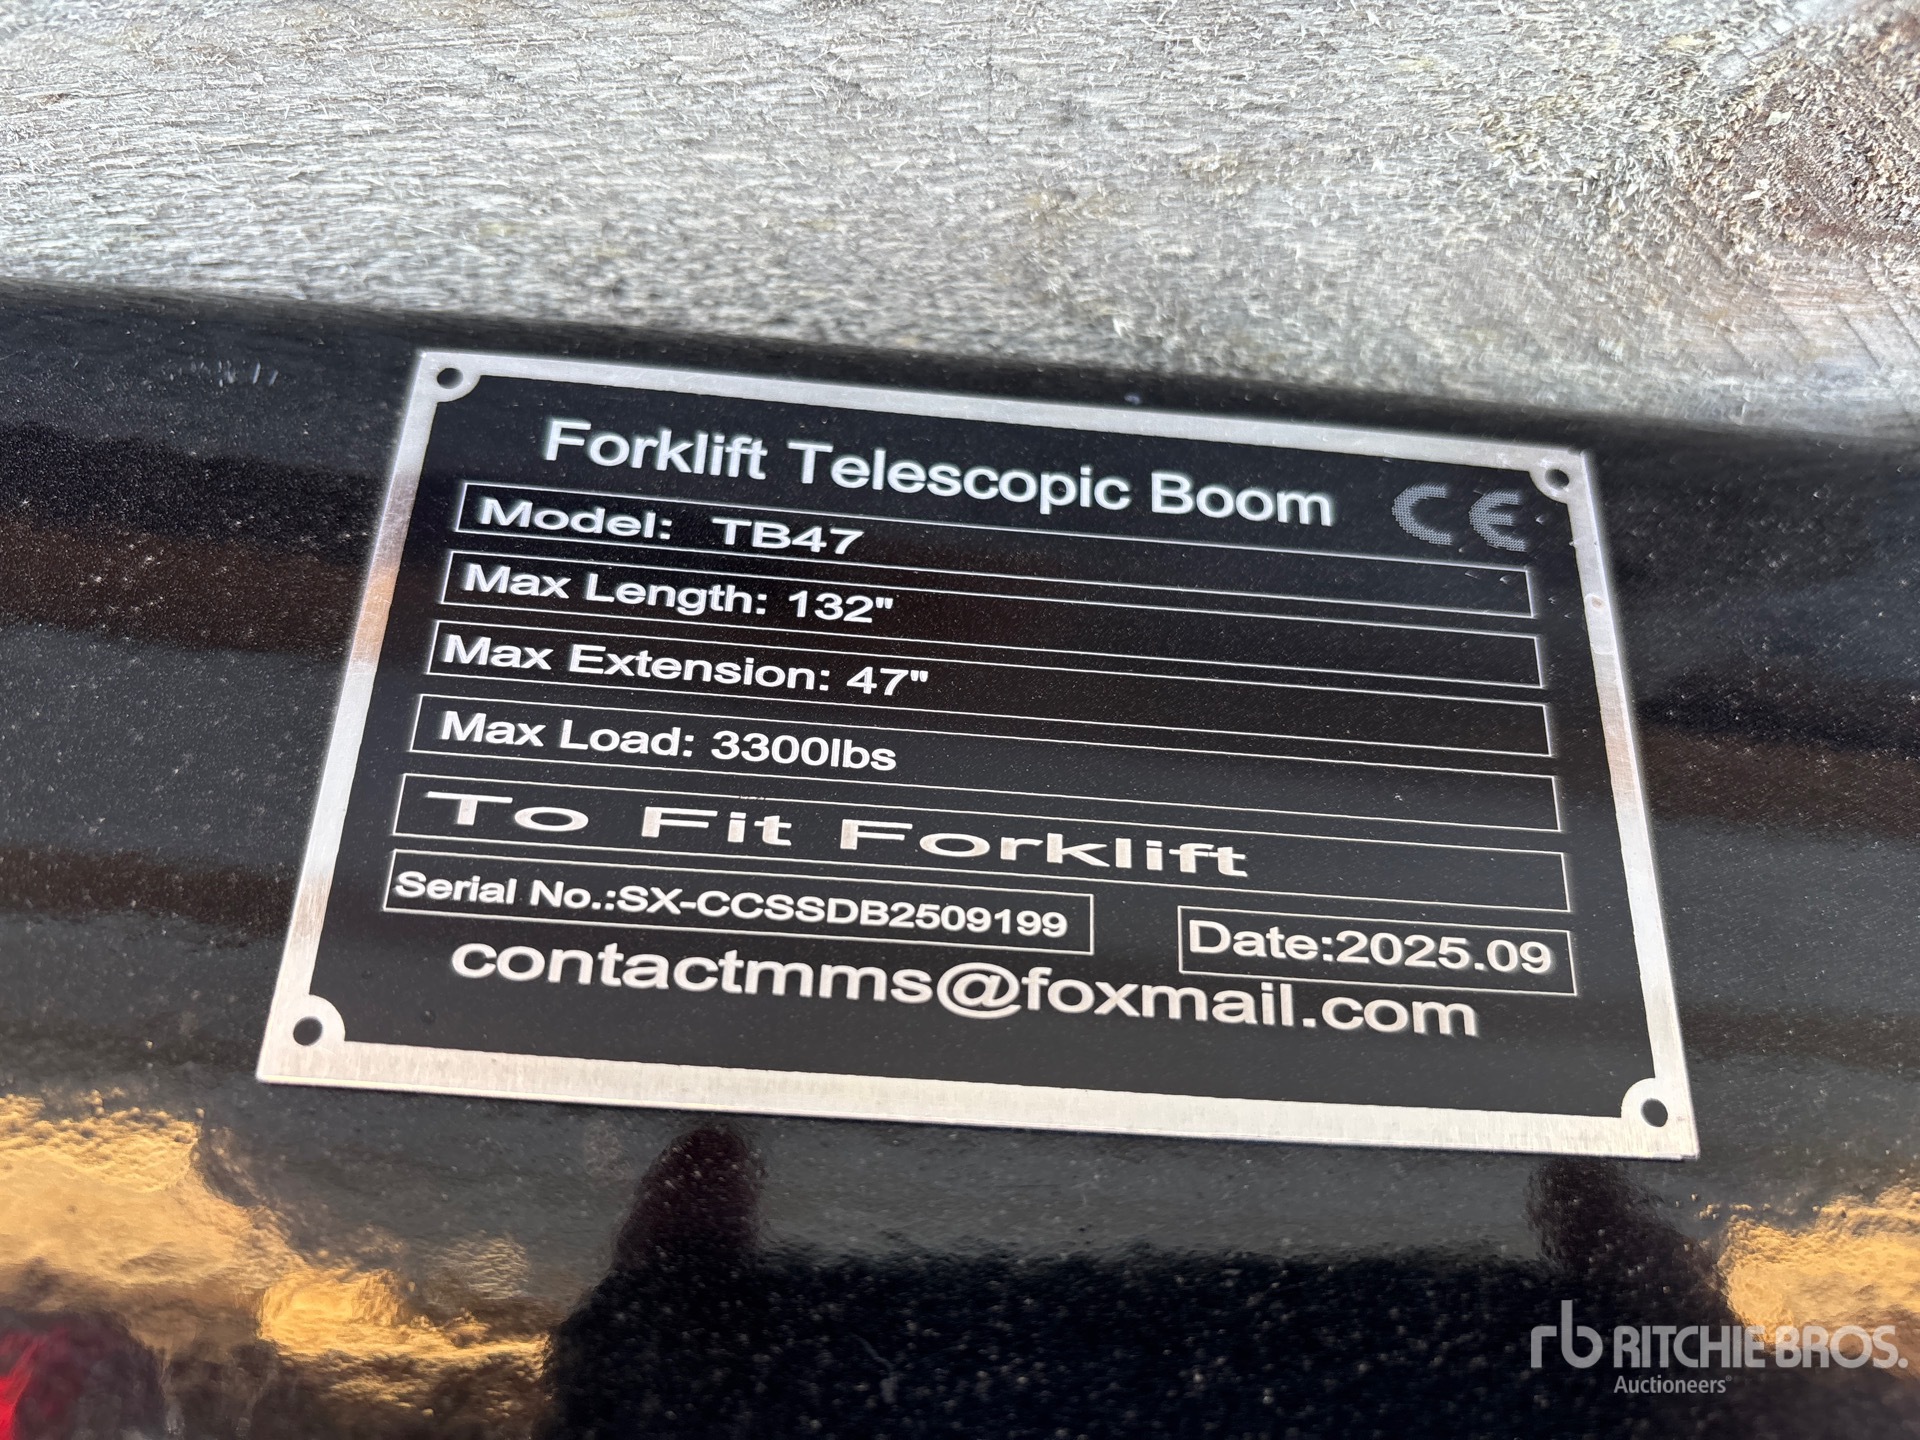 Forklift Telescopic Boom
CE
Model: TB47
Max Length: 132"
Max Extension: 47"
Max Load: 3300lbs
To Fit Forklift
Serial No.:SX-CCSSDB2509199
Date:2025.09
contactmms@foxmail.com
rb RITCHIE BROS.
Auctioneers